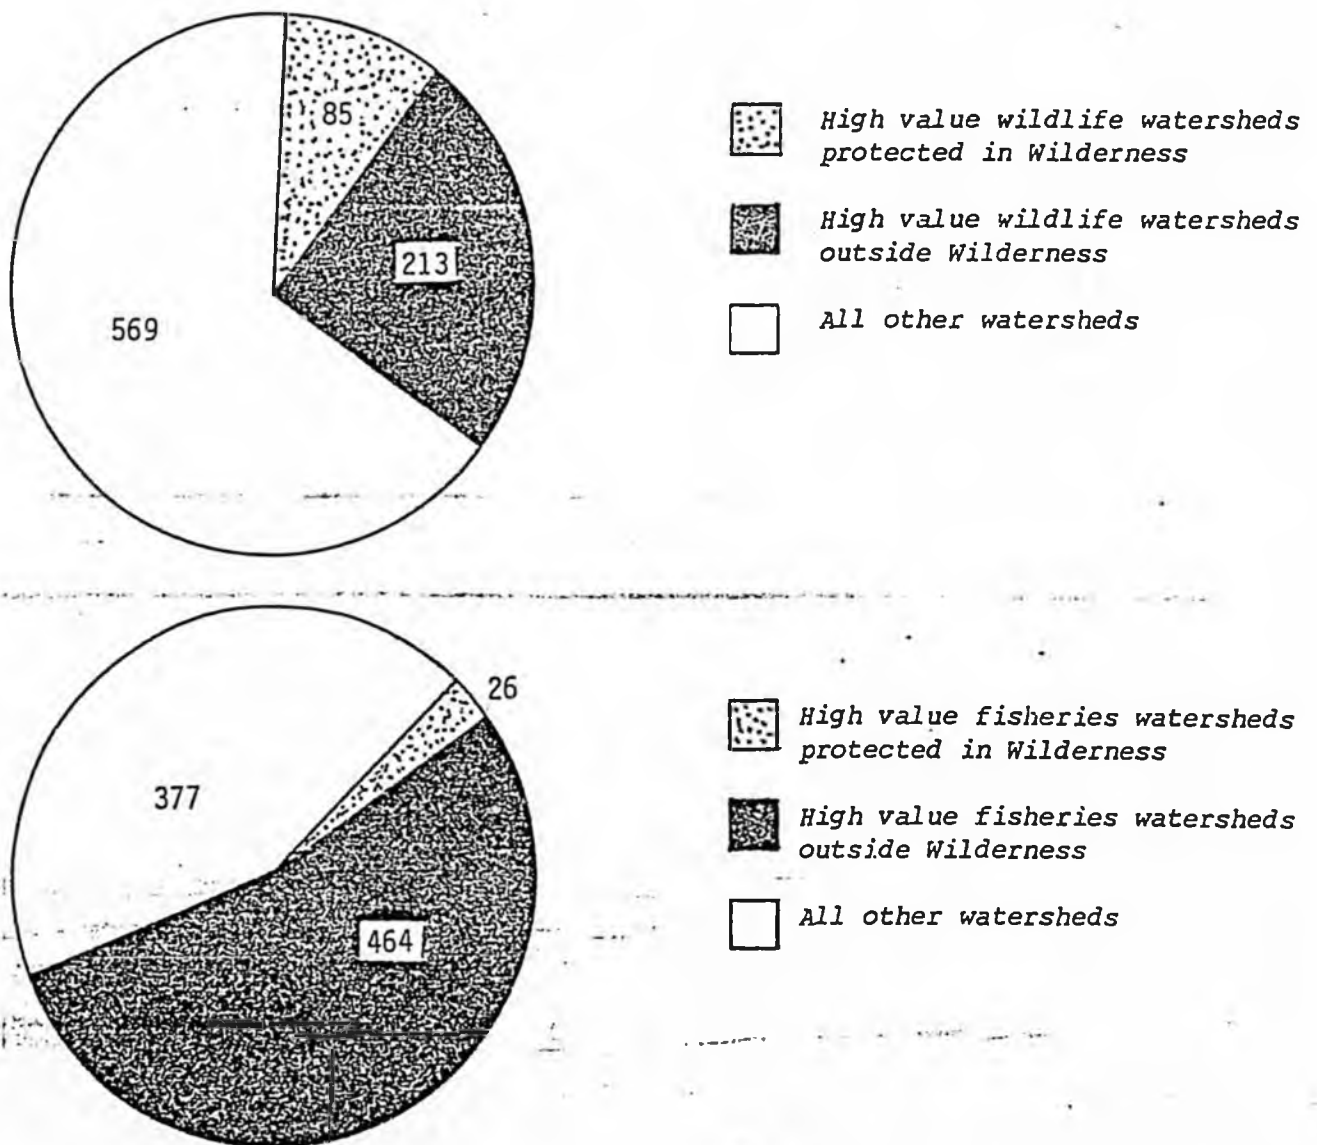 85
213
569
High value wildlife watersheds
protected in Wilderness
High value wildlife watersheds
outside Wilderness
All other watersheds
26
377
464
High value fisheries watersheds
protected in Wilderness
High value fisheries watersheds
outside Wilderness
All other watersheds